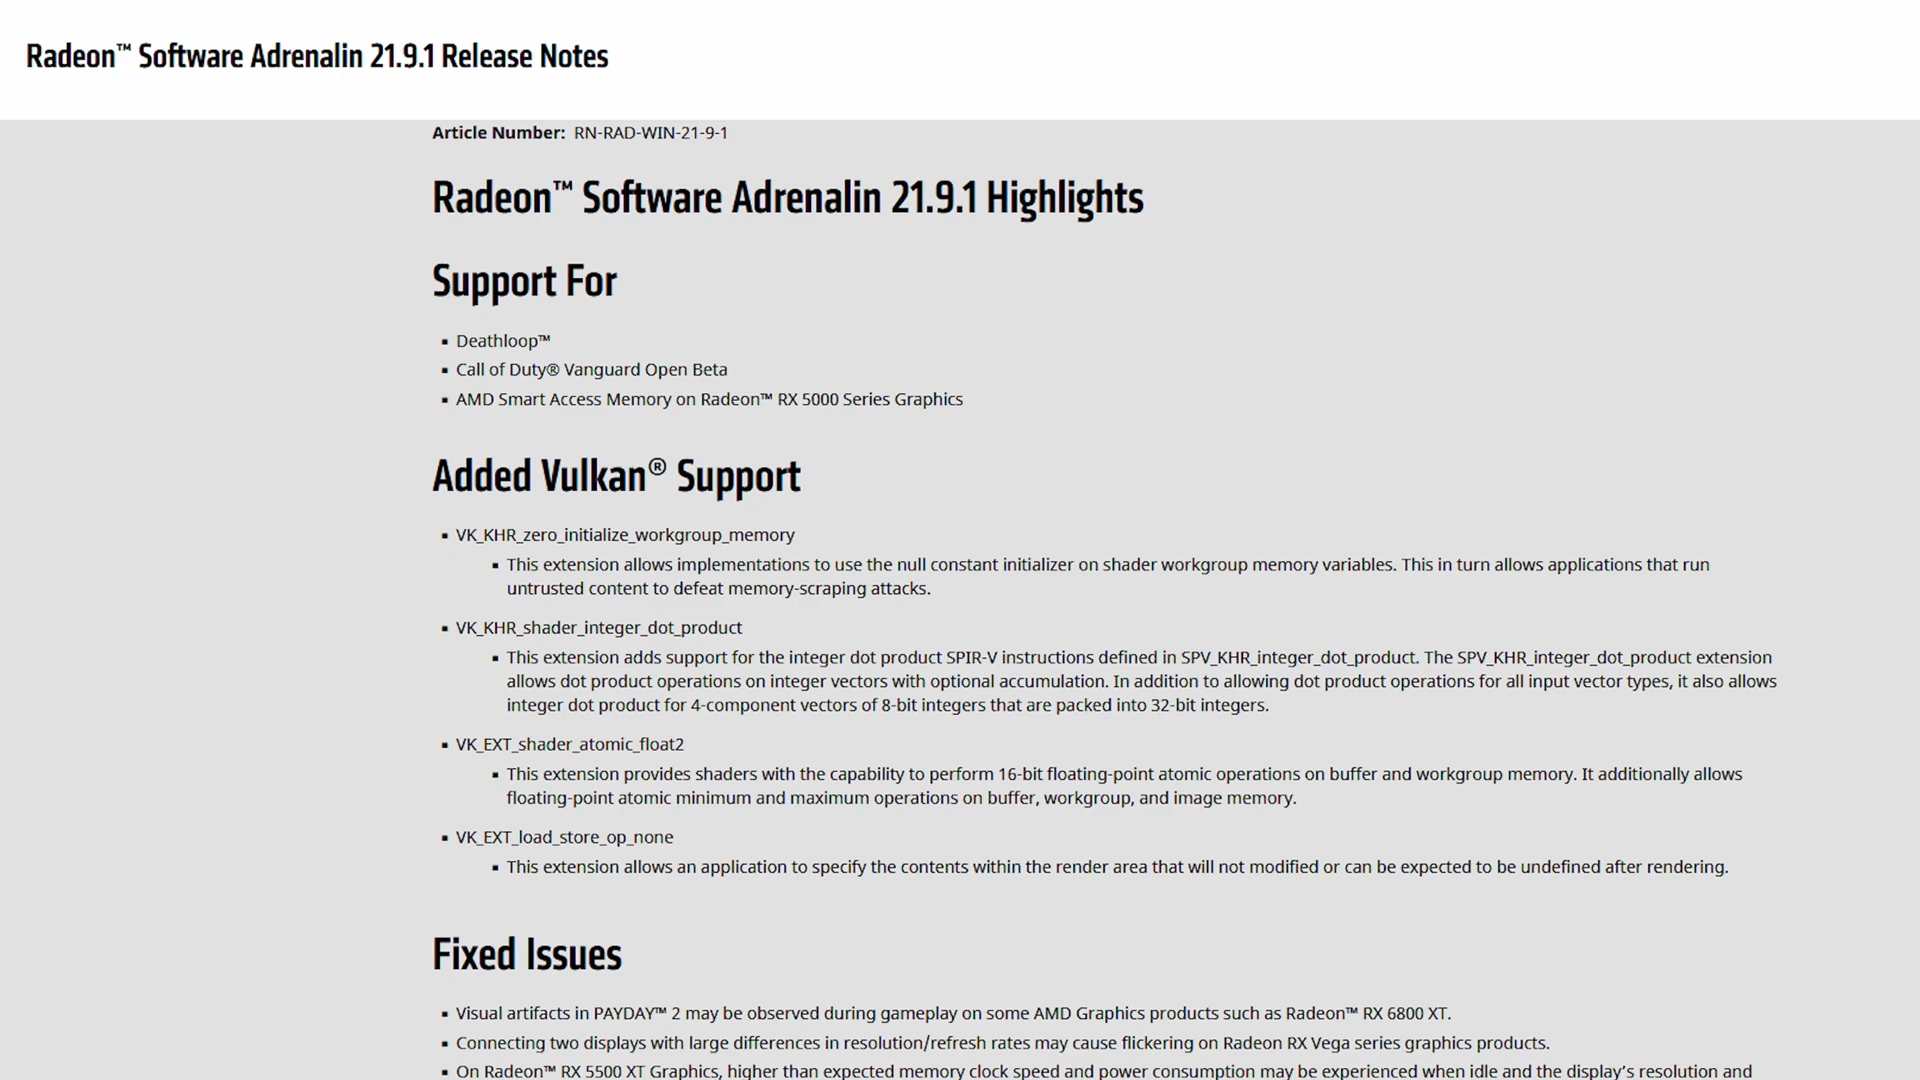 Radeon™ Software Adrenalin 21.9.1 Release Notes
Article Number: RN-RAD-WIN-21-9-1
Radeon™ Software Adrenalin 21.9.1 Highlights
Support For
▪ Deathloop™
▪ Call of Duty® Vanguard Open Beta
▪ AMD Smart Access Memory on Radeon™ RX 5000 Series Graphics
Added Vulkan® Support
▪ VK_KHR_zero_initialize_workgroup_memory
▪ This extension allows implementations to use the null constant initializer on shader workgroup memory variables. This in turn allows applications that run
untrusted content to defeat memory-scraping attacks.
▪ VK_KHR_shader_integer_dot_product
▪ This extension adds support for the integer dot product SPIR-V instructions defined in SPV_KHR_integer_dot_product. The SPV_KHR_integer_dot_product extension
allows dot product operations on integer vectors with optional accumulation. In addition to allowing dot product operations for all input vector types, it also allows
integer dot product for 4-component vectors of 8-bit integers that are packed into 32-bit integers.
▪ VK_EXT_shader_atomic_float2
▪ This extension provides shaders with the capability to perform 16-bit floating-point atomic operations on buffer and workgroup memory. It additionally allows
floating-point atomic minimum and maximum operations on buffer, workgroup, and image memory.
▪ VK_EXT_load_store_op_none
▪ This extension allows an application to specify the contents within the render area that will not modified or can be expected to be undefined after rendering.
Fixed Issues
▪ Visual artifacts in PAYDAY™ 2 may be observed during gameplay on some AMD Graphics products such as Radeon™ RX 6800 XT.
▪ Connecting two displays with large differences in resolution/refresh rates may cause flickering on Radeon RX Vega series graphics products.
▪ On Radeon™ RX 5500 XT Graphics, higher than expected memory clock speed and power consumption may be experienced when idle and the display's resolution and